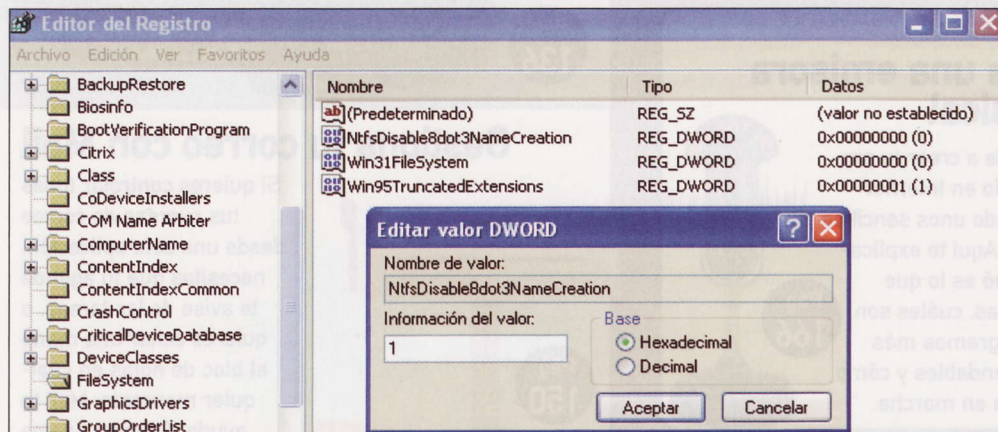 Editor del Registro
Archivo Edición Ver Favoritos Ayuda
BackupRestore
Biosinfo
BootVerificationProgram
Citrix
Class
CoDeviceInstallers
COM Name Arbiter
ComputerName
ContentIndex
ContentIndexCommon
CrashControl
CriticalDeviceDatabase
DeviceClasses
FileSystem
GraphicsDrivers
GroupOrderList
Nombre Tipo Datos
(Predeterminado) REG_SZ (valor no establecido)
NtfsDisable8dot3NameCreation REG_DWORD 0x00000000 (0)
Win31FileSystem REG_DWORD 0x00000000 (0)
Win95TruncatedExtensions REG_DWORD 0x00000001 (1)
Editar valor DWORD
Nombre de valor:
NtfsDisable8dot3NameCreation
Información del valor:
1
Base
Hexadecimal
Decimal
Aceptar Cancelar